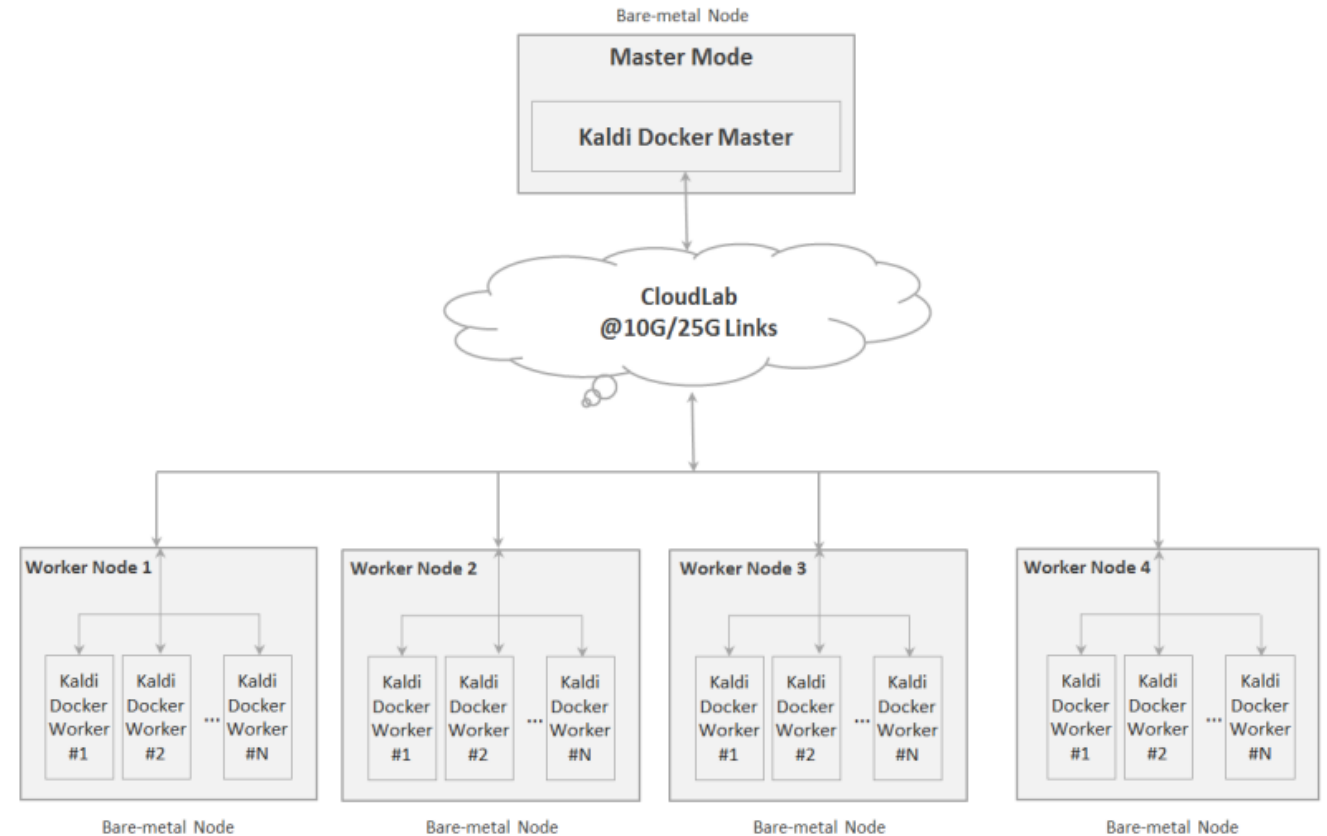 Bare-metal Node
Master Mode
Kaldi Docker Master
CloudLab
@10G/25G Links
Worker Node 1
Kaldi
Docker
Worker
#1
Kaldi
Docker
Worker
#2
...
Kaldi
Docker
Worker
#N
Bare-metal Node
Worker Node 2
Kaldi
Docker
Worker
#1
Kaldi
Docker
Worker
#2
...
Kaldi
Docker
Worker
#N
Bare-metal Node
Worker Node 3
Kaldi
Docker
Worker
#1
Kaldi
Docker
Worker
#2
...
Kaldi
Docker
Worker
#N
Bare-metal Node
Worker Node 4
Kaldi
Docker
Worker
#1
Kaldi
Docker
Worker
#2
...
Kaldi
Docker
Worker
#N
Bare-metal Node